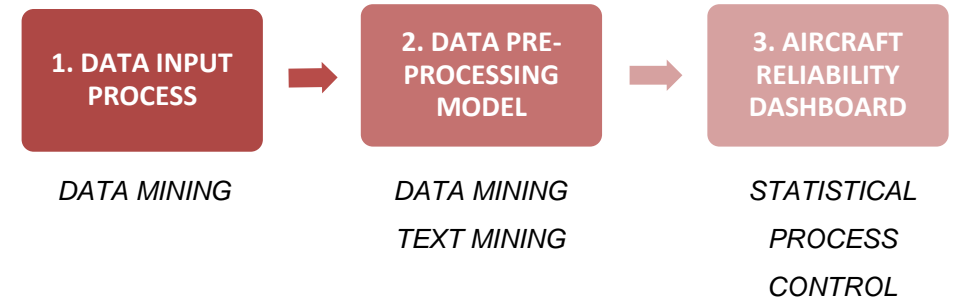 1. DATA INPUT
PROCESS
2. DATA PRE-
PROCESSING
MODEL
3. AIRCRAFT
RELIABILITY
DASHBOARD
DATA MINING
DATA MINING
TEXT MINING
STATISTICAL
PROCESS
CONTROL